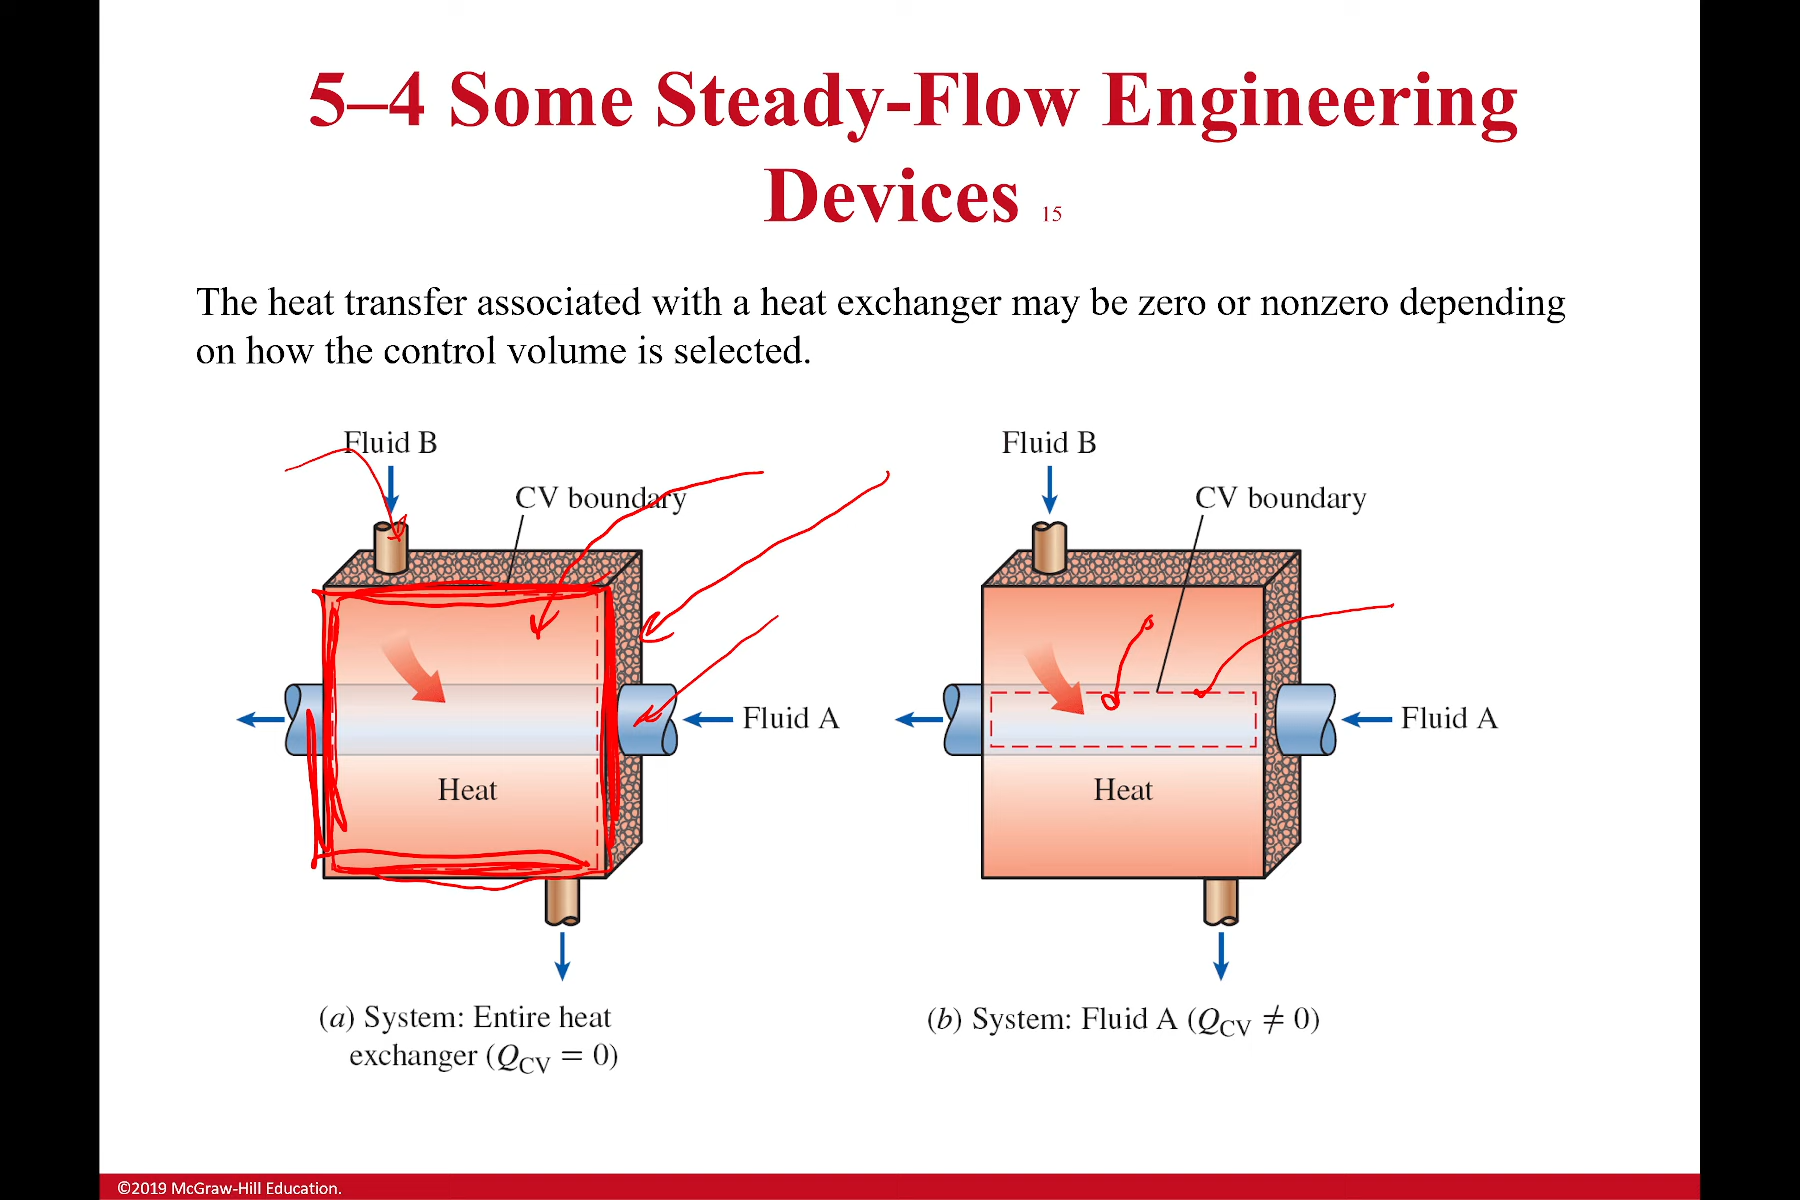 5–4 Some Steady-Flow Engineering
Devices 15
The heat transfer associated with a heat exchanger may be zero or nonzero depending
on how the control volume is selected.
Fluid B
CV boundary
Fluid A
Heat
(a) System: Entire heat
exchanger (QCV = 0)
Fluid B
CV boundary
Fluid A
Heat
(b) System: Fluid A (QCV ≠ 0)
©2019 McGraw-Hill Education.